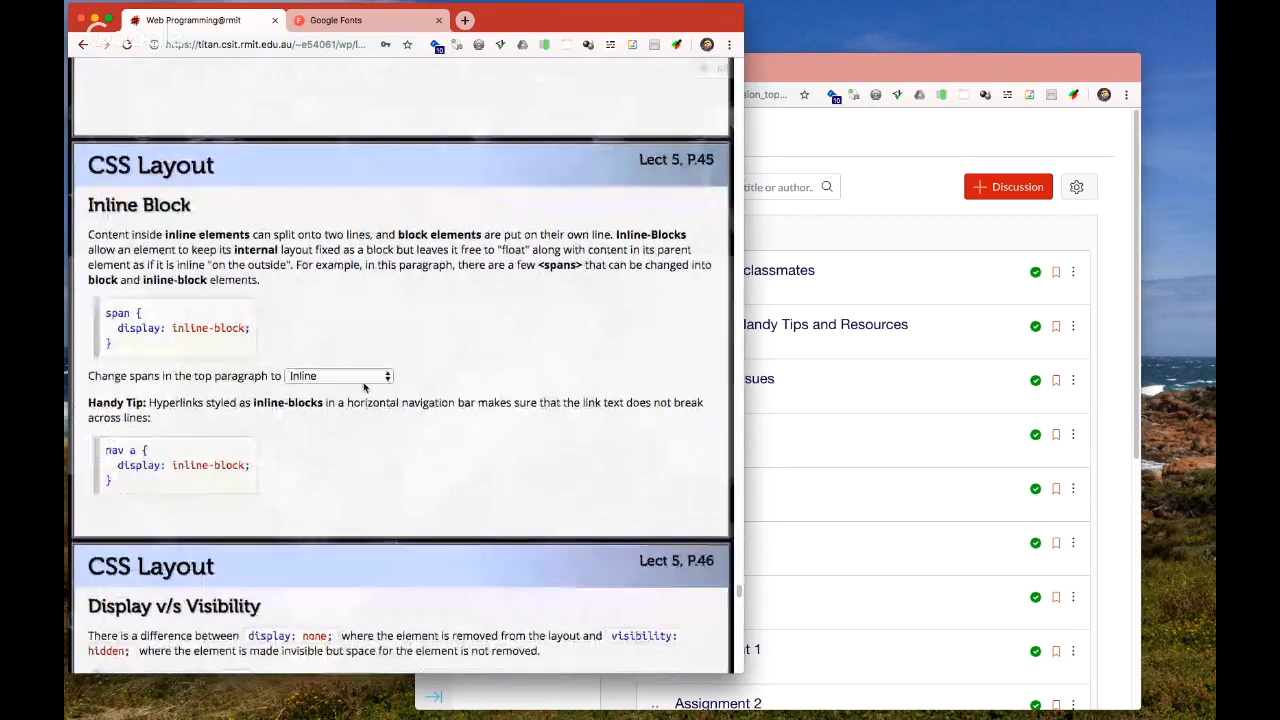 Web Programming@rmit
Google Fonts
https://titan.csit.rmit.edu.au/~e54061/wp/l...
10
CSS Layout
Lect 5, P.45
Inline Block
Content inside inline elements can split onto two lines, and block elements are put on their own line. Inline-Blocks
allow an element to keep its internal layout fixed as a block but leaves it free to "float" along with content in its parent
element as if it is inline "on the outside". For example, in this paragraph, there are a few <spans> that can be changed into
block and inline-block elements.
span {
display: inline-block;
}
Change spans in the top paragraph to Inline
Handy Tip: Hyperlinks styled as inline-blocks in a horizontal navigation bar makes sure that the link text does not break
across lines:
nav a {
display: inline-block;
}
CSS Layout
Lect 5, P.46
Display v/s Visibility
There is a difference between display: none; where the element is removed from the layout and visibility:
hidden; where the element is made invisible but space for the element is not removed.
sion_top...
10
title or author..
Discussion
classmates
Handy Tips and Resources
sues
t 1
Assignment 2